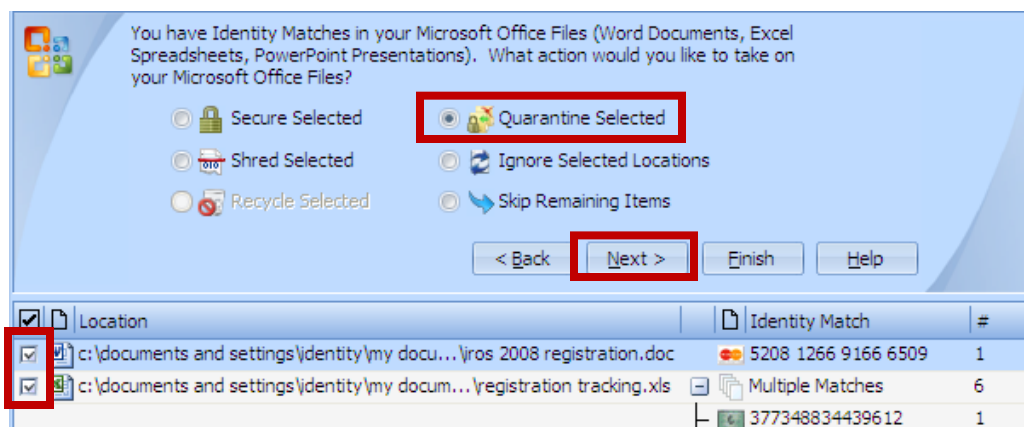 You have Identity Matches in your Microsoft Office Files (Word Documents, Excel
Spreadsheets, PowerPoint Presentations).  What action would you like to take on
your Microsoft Office Files?
Secure Selected
Quarantine Selected
Shred Selected
Ignore Selected Locations
Recycle Selected
Skip Remaining Items
< Back
Next >
Finish
Help
Location
Identity Match
#
c:\documents and settings\identity\my docu...\iros 2008 registration.doc
5208 1266 9166 6509
1
c:\documents and settings\identity\my docum...\registration tracking.xls
Multiple Matches
6
377348834439612
1